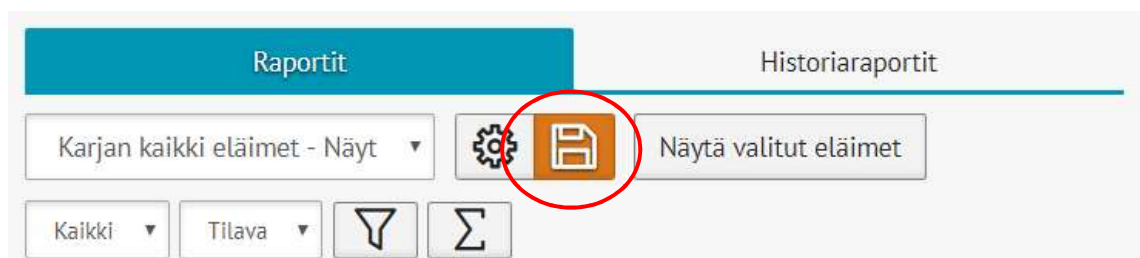 Raportit Historiaraportit
Karjan kaikki eläimet - Näyt Näytä valitut eläimet
Kaikki Tilava Σ